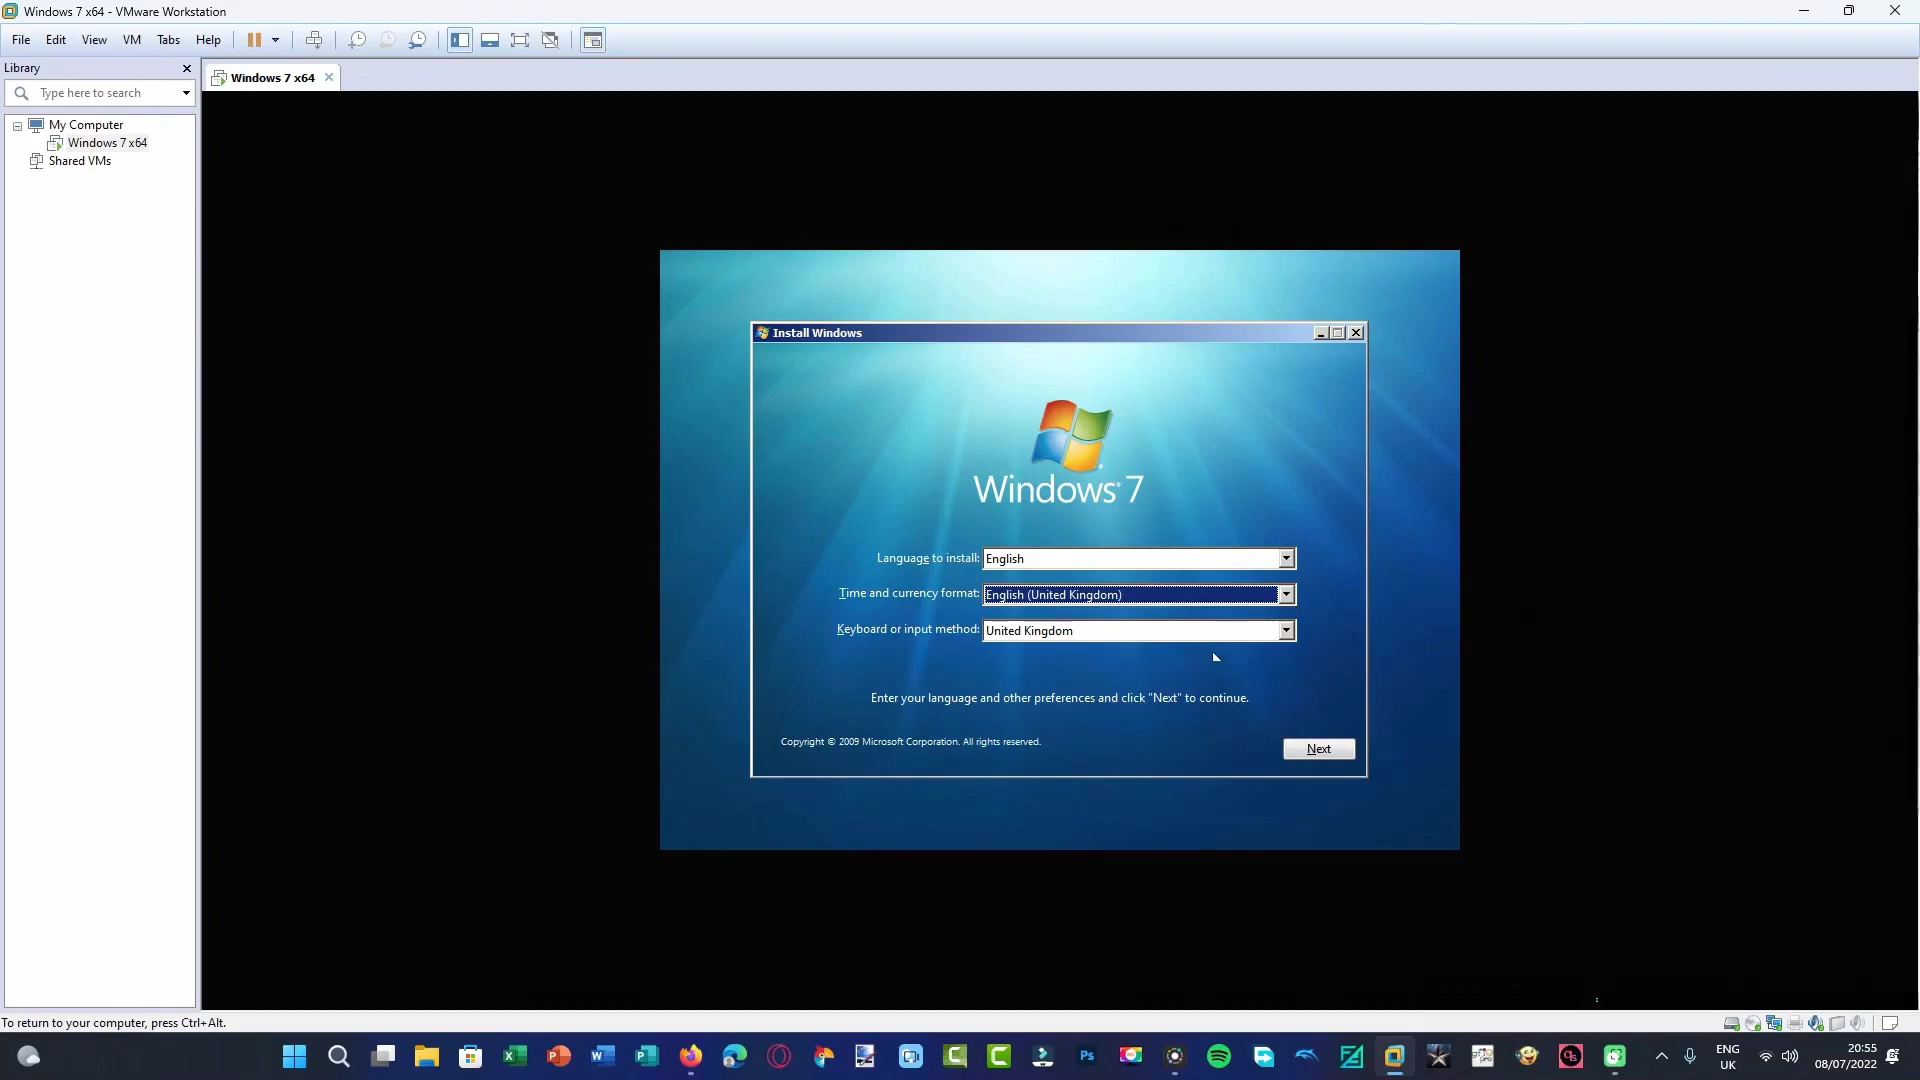 Windows 7 x64 - VMware Workstation
File Edit View VM Tabs Help
Library
Windows 7 x64
Type here to search
My Computer
Windows 7 x64
Shared VMs
Install Windows
Windows 7
Language to install: English
Time and currency format: English (United Kingdom)
Keyboard or input method: United Kingdom
Enter your language and other preferences and click "Next" to continue.
Copyright © 2009 Microsoft Corporation. All rights reserved.
Next
To return to your computer, press Ctrl+Alt.
Ps
ENG
UK
20:55
08/07/2022